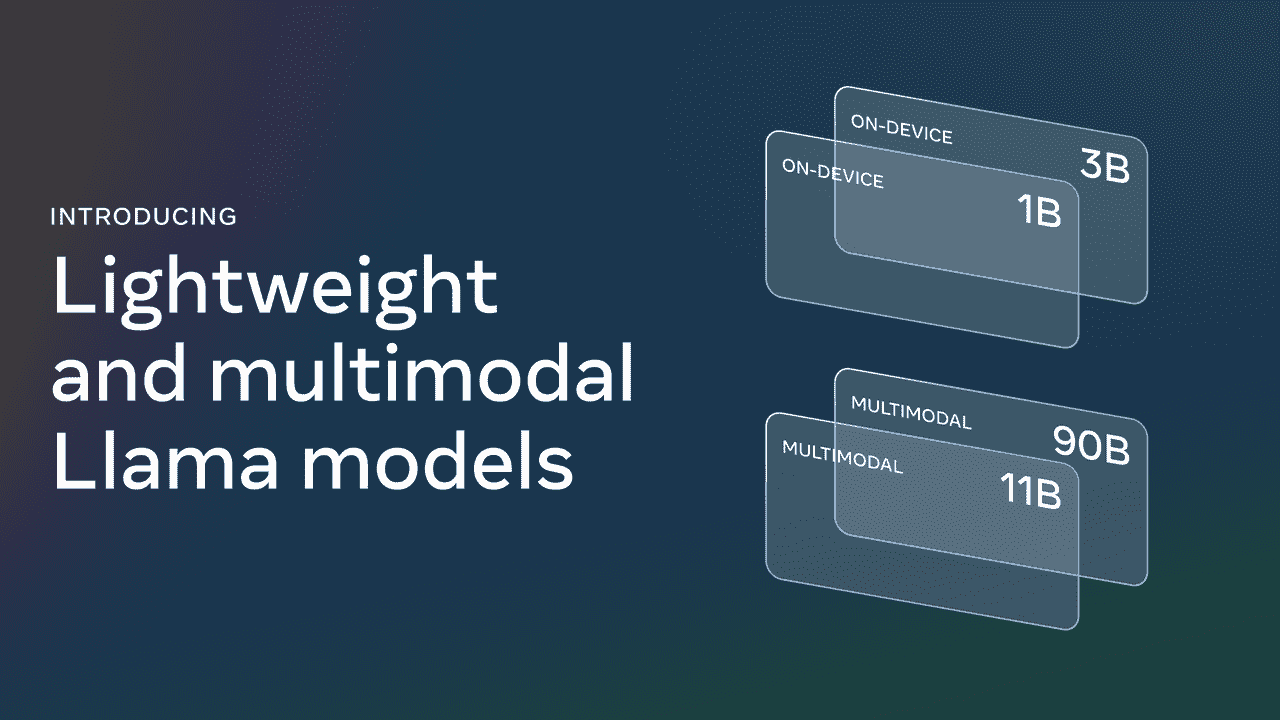 INTRODUCING
Lightweight
and multimodal
Llama models
ON-DEVICE
3B
ON-DEVICE
1B
MULTIMODAL
90B
MULTIMODAL
11B